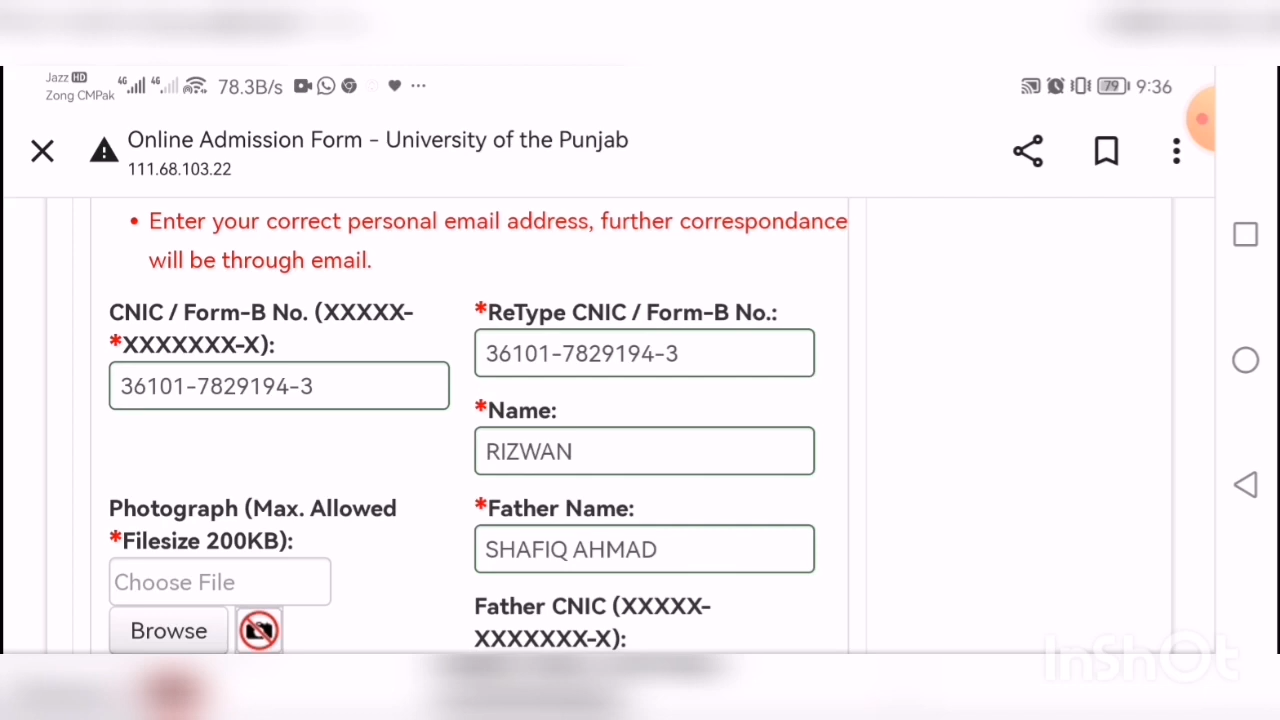 Jazz HD
Zong CMPak
4G 4G 78.3B/s ... 79 9:36
Online Admission Form - University of the Punjab
111.68.103.22
• Enter your correct personal email address, further correspondance
will be through email.
CNIC / Form-B No. (XXXXX-
*XXXXXXX-X):
36101-7829194-3
*ReType CNIC / Form-B No.:
36101-7829194-3
*Name:
RIZWAN
Photograph (Max. Allowed
*Filesize 200KB):
Choose File
Browse
*Father Name:
SHAFIQ AHMAD
Father CNIC (XXXXX-
XXXXXXX-X):
InShOt